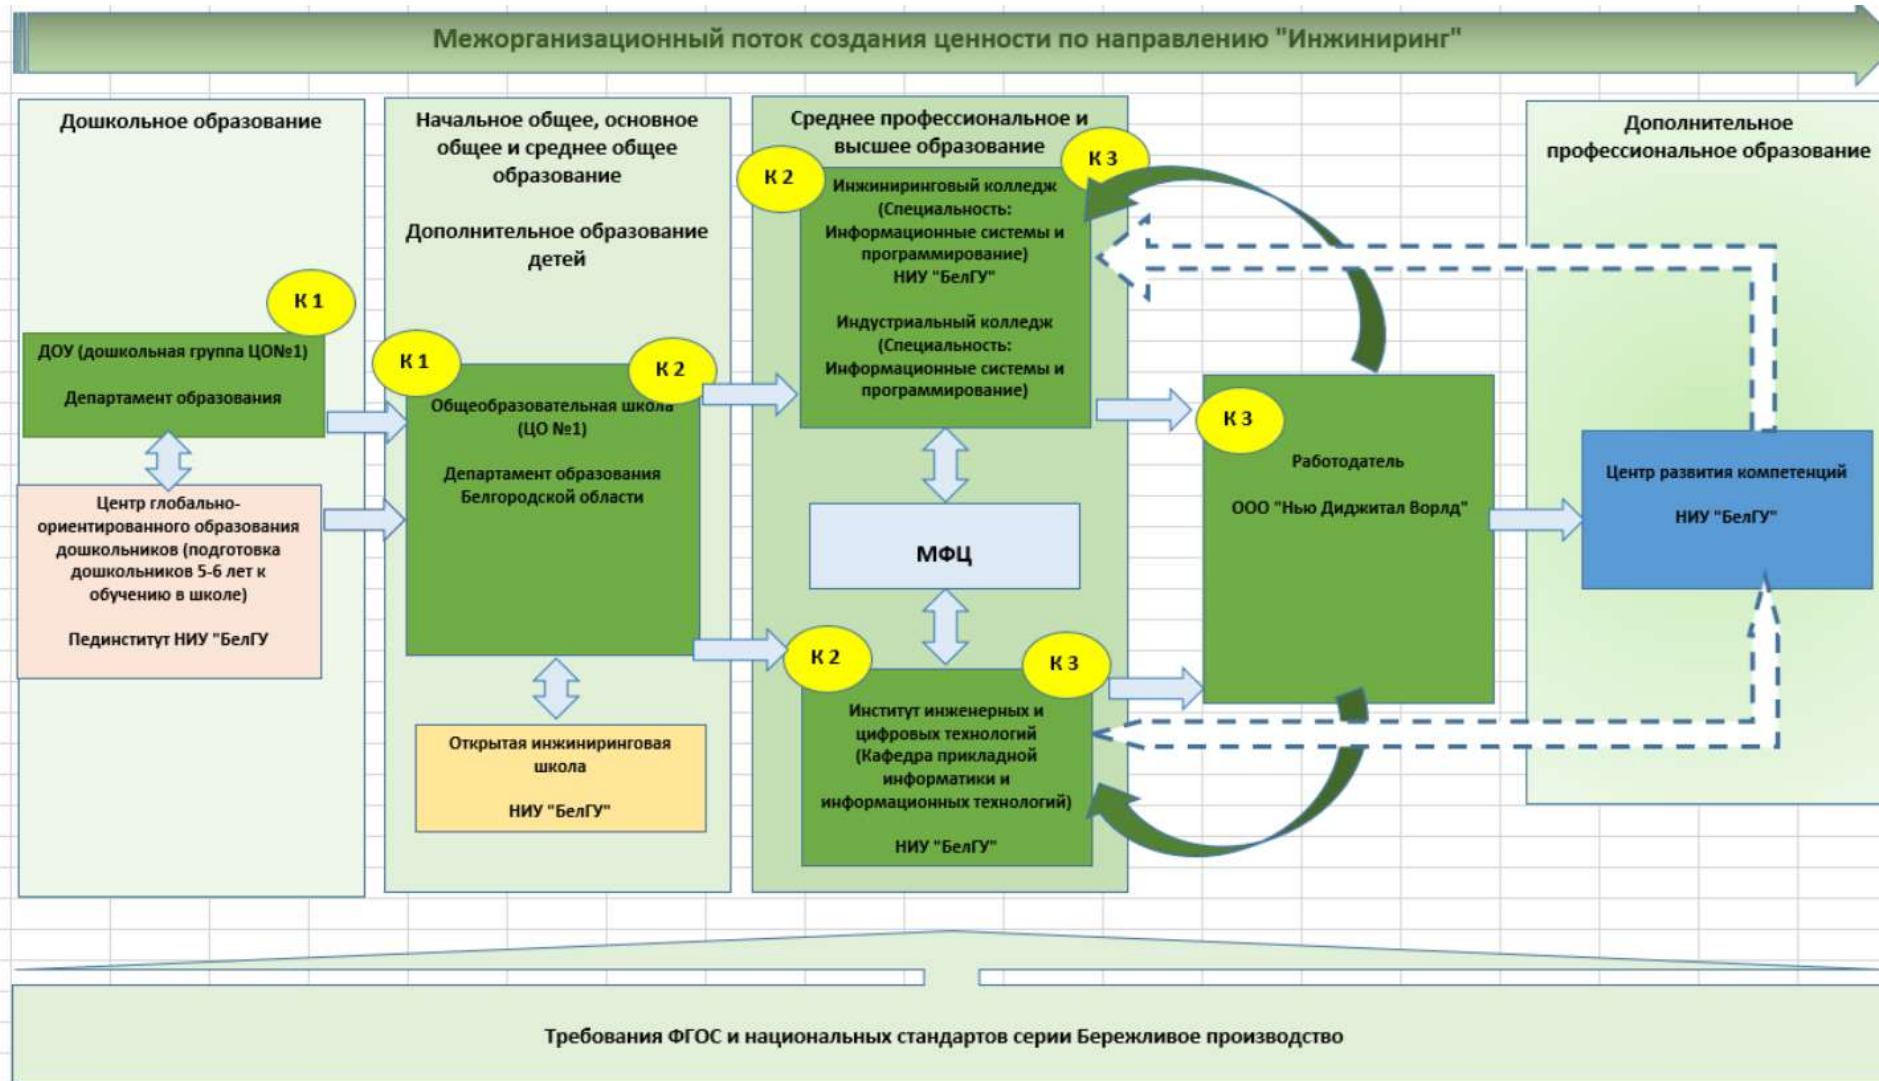 Межорганизационный поток создания ценности по направлению "Инжиниринг"
Дошкольное образование
К 1
ДОУ (дошкольная группа ЦО№1)
Департамент образования
Центр глобально-
ориентированного образования
дошкольников (подготовка
дошкольников 5-6 лет к
обучению в школе)
Пединститут НИУ "БелГУ
Начальное общее, основное
общее и среднее общее
образование
Дополнительное образование
детей
К 1
К 2
Общеобразовательная школа
(ЦО №1)
Департамент образования
Белгородской области
Открытая инжиниринговая
школа
НИУ "БелГУ"
Среднее профессиональное и
высшее образование
К 2
К 3
Инжиниринговый колледж
(Специальность:
Информационные системы и
программирование)
НИУ "БелГУ"
Индустриальный колледж
(Специальность:
Информационные системы и
программирование)
МФЦ
К 2
К 3
Институт инженерных и
цифровых технологий
(Кафедра прикладной
информатики и
информационных технологий)
НИУ "БелГУ"
К 3
Работодатель
ООО "Нью Диджитал Ворлд"
Дополнительное
профессиональное образование
Центр развития компетенций
НИУ "БелГУ"
Требования ФГОС и национальных стандартов серии Бережливое производство